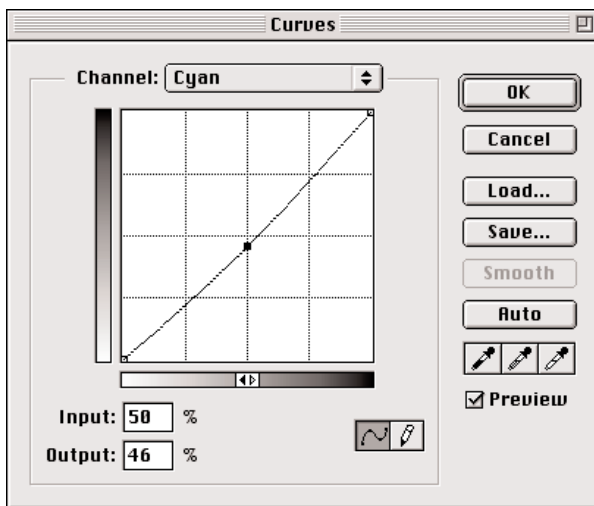 Curves
Channel: Cyan
OK
Cancel
Load...
Save...
Smooth
Auto
Preview
Input: 50 %
Output: 46 %